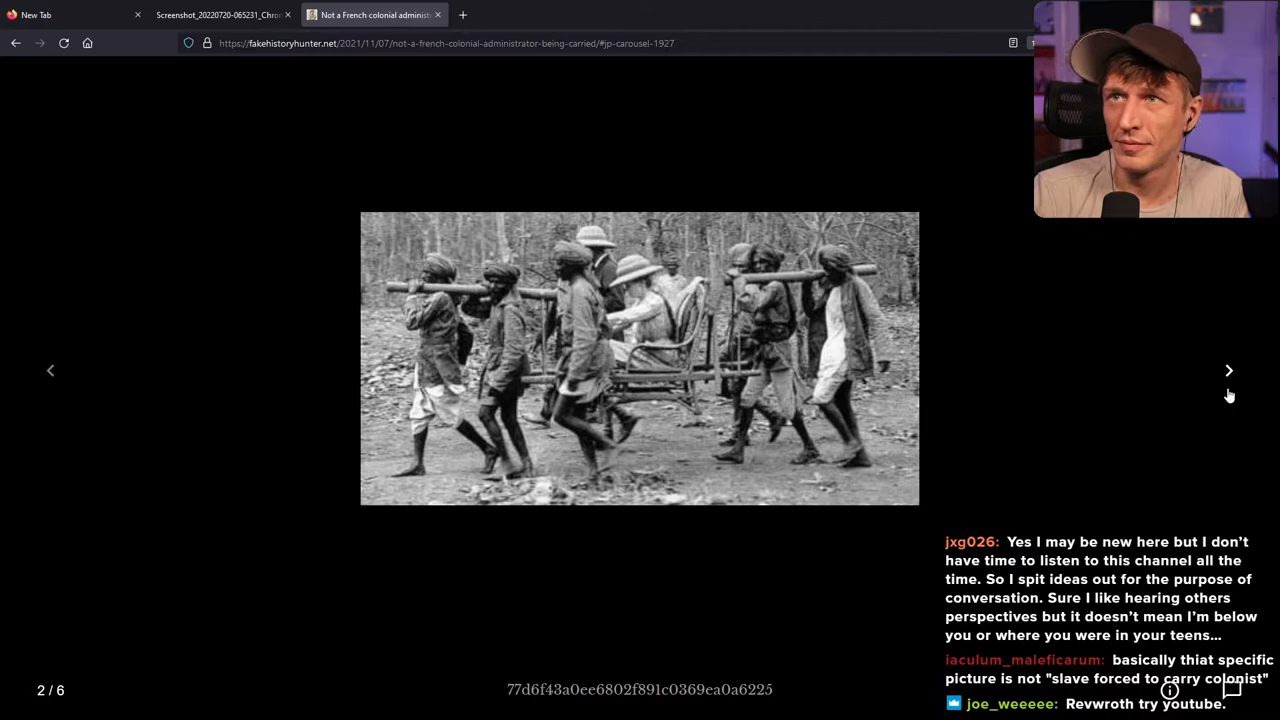 New Tab
Screenshot_20220720-065231_Chro
Not a French colonial administ
https://fakehistoryhunter.net/2021/11/07/not-a-french-colonial-administrator-being-carried/#jp-carousel-1927
jxg026: Yes I may be new here but I don't
have time to listen to this channel all the
time. So I spit ideas out for the purpose of
conversation. Sure I like hearing others
perspectives but it doesn't mean I'm below
you or where you were in your teens...
iaculum_maleficarum: basically thiat specific
picture is not "slave forced to carry colonist"
joe_weeeee: Revwroth try youtube.
2 / 6
77d6f43a0ee6802f891c0369ea0a6225